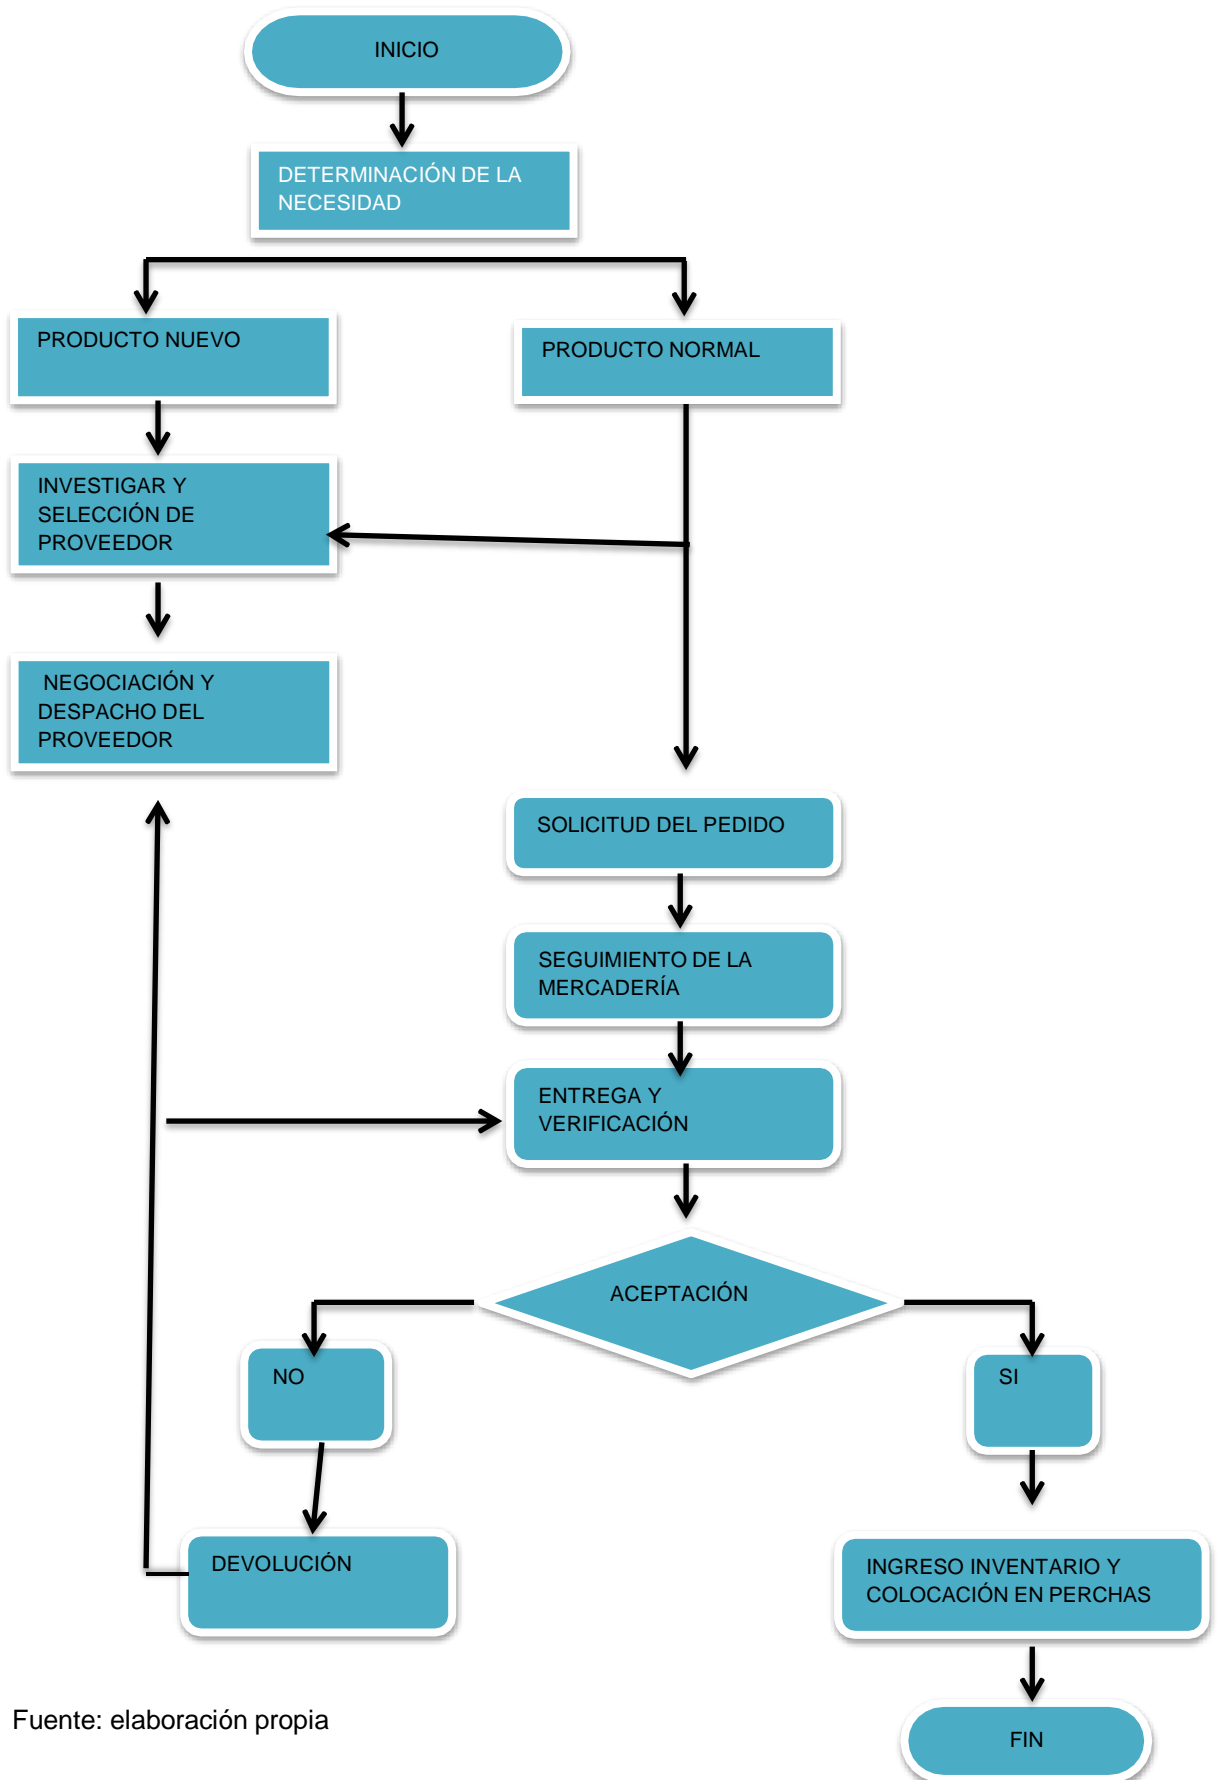 INICIO
DETERMINACIÓN DE LA
NECESIDAD
PRODUCTO NUEVO
PRODUCTO NORMAL
INVESTIGAR Y
SELECCIÓN DE
PROVEEDOR
NEGOCIACIÓN Y
DESPACHO DEL
PROVEEDOR
SOLICITUD DEL PEDIDO
SEGUIMIENTO DE LA
MERCADERÍA
ENTREGA Y
VERIFICACIÓN
ACEPTACIÓN
NO
SI
DEVOLUCIÓN
INGRESO INVENTARIO Y
COLOCACIÓN EN PERCHAS
Fuente: elaboración propia
FIN